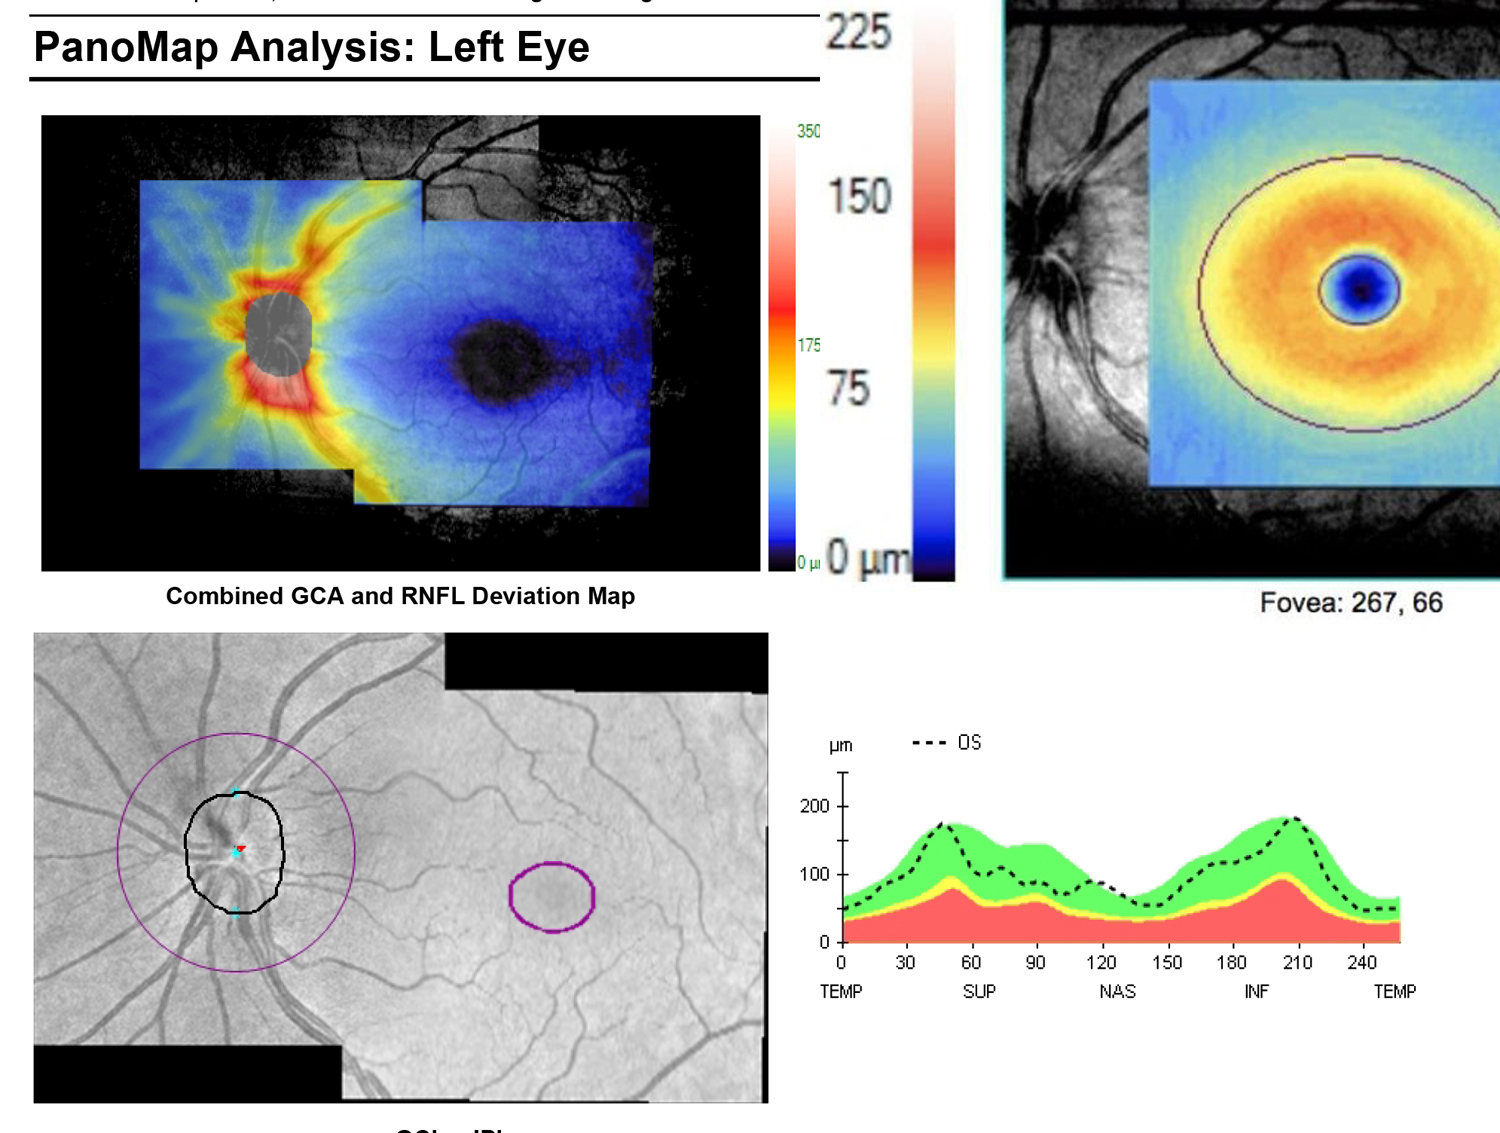 PanoMap Analysis: Left Eye
350
175
0 µ
225
150
75
0 µm
Combined GCA and RNFL Deviation Map
Fovea: 267, 66
µm
OS
200
100
0
0 30 60 90 120 150 180 210 240
TEMP SUP NAS INF TEMP